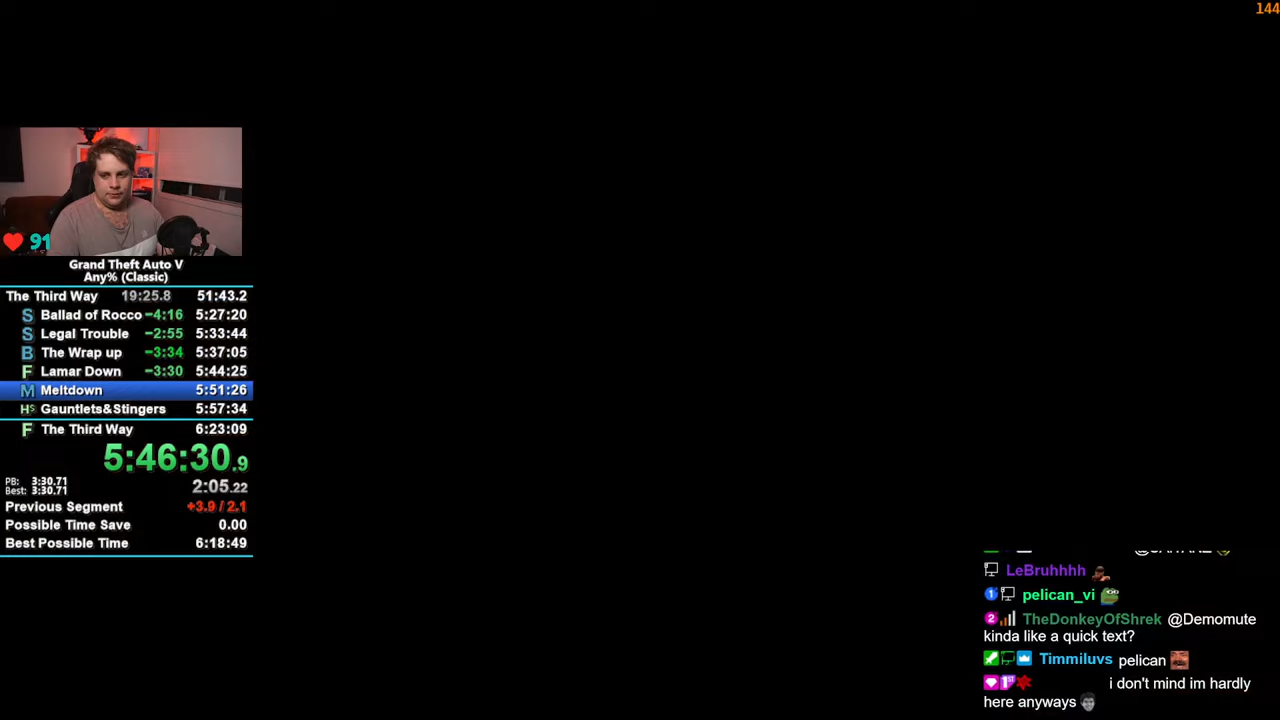 144
91
Grand Theft Auto V
Any% (Classic)
The Third Way 19:25.8 51:43.2
S Ballad of Rocco -4:16 5:27:20
S Legal Trouble -2:55 5:33:44
B The Wrap up -3:34 5:37:05
F Lamar Down -3:30 5:44:25
M Meltdown 5:51:26
HS Gauntlets&Stingers 5:57:34
F The Third Way 6:23:09
5:46:30.9
PB: 3:30.71
Best: 3:30.71 2:05.22
Previous Segment +3.9 / 2.1
Possible Time Save 0.00
Best Possible Time 6:18:49
LeBruhhhh
1 pelican_vi
2 TheDonkeyOfShrek @Demomute
kinda like a quick text?
Timmiluvs pelican
1ST i don't mind im hardly
here anyways